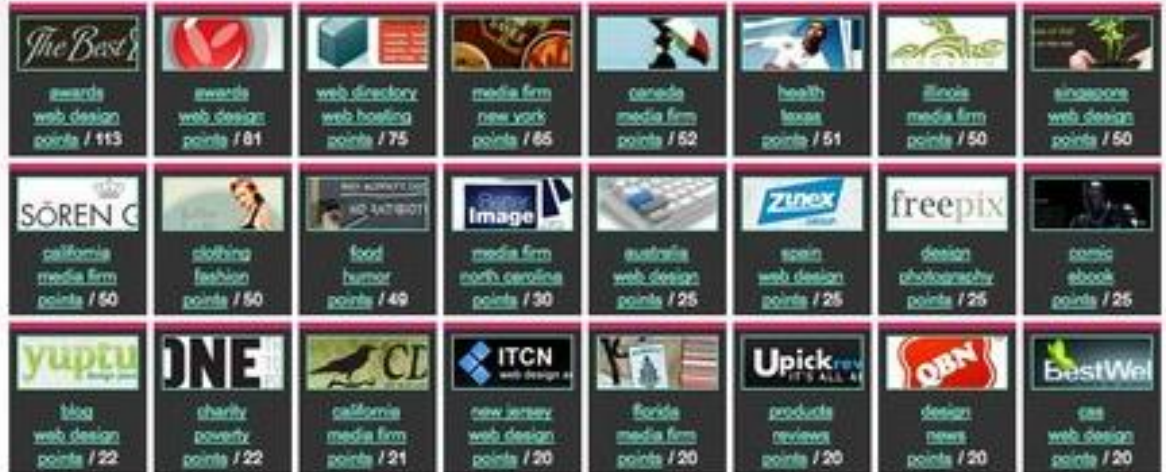 The Best
awards
web design
points / 113
awards
web design
points / 81
web directory
web hosting
points / 75
media firm
new york
points / 65
canada
media firm
points / 52
health
texas
points / 51
illinois
media firm
points / 50
singapore
web design
points / 50
SÖREN C
california
media firm
points / 50
clothing
fashion
points / 50
food
humor
points / 49
Image
media firm
north carolina
points / 30
australia
web design
points / 25
Zinex
GROUP
spain
web design
points / 25
freepix
design
photography
points / 25
comic
ebook
points / 25
yuptu
blog
web design
points / 22
ONE
charity
poverty
points / 22
CD
california
media firm
points / 21
ITCN
web design
new jersey
web design
points / 20
florida
media firm
points / 20
Upick
IT'S ALL
products
reviews
points / 20
QBN
design
news
points / 20
BestWe
css
web design
points / 20